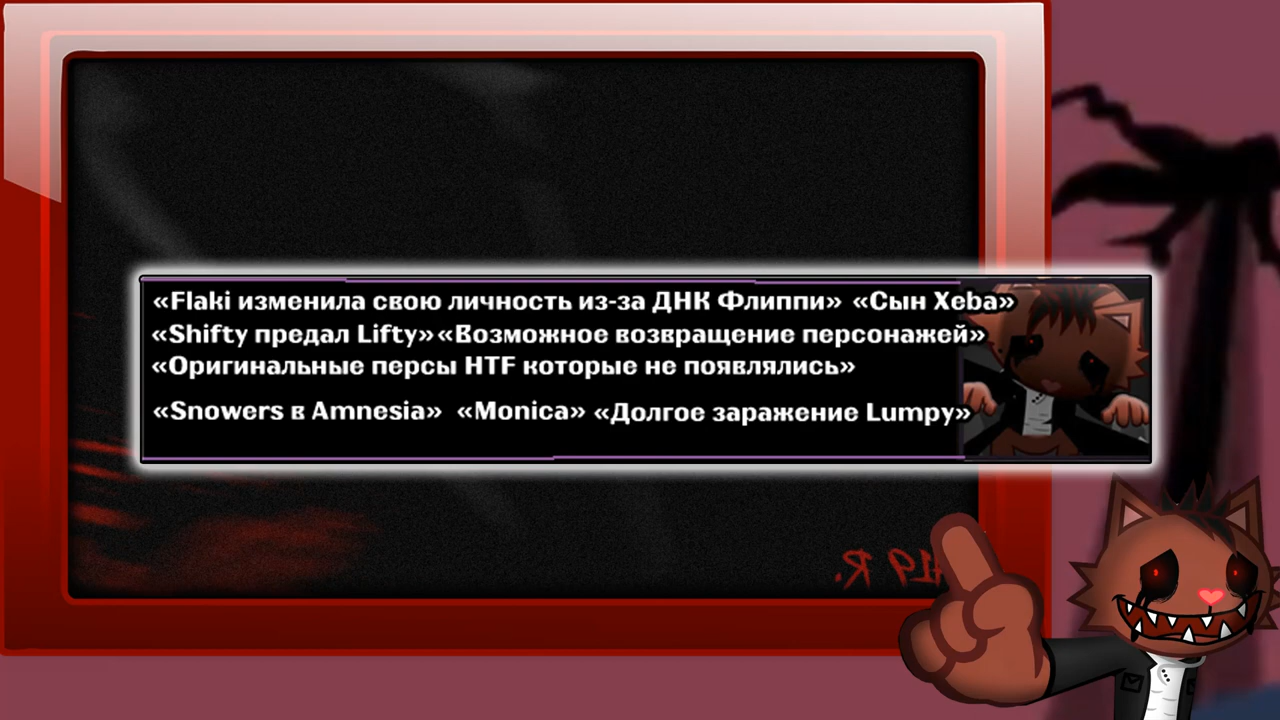 «Flaki изменила свою личность из-за ДНК Флиппи» «Сын Хеba»
«Shifty предал Lifty» «Возможное возвращение персонажей»
«Оригинальные персы HTF которые не появлялись»
«Snowers в Amnesia» «Monica» «Долгое заражение Lumpy»